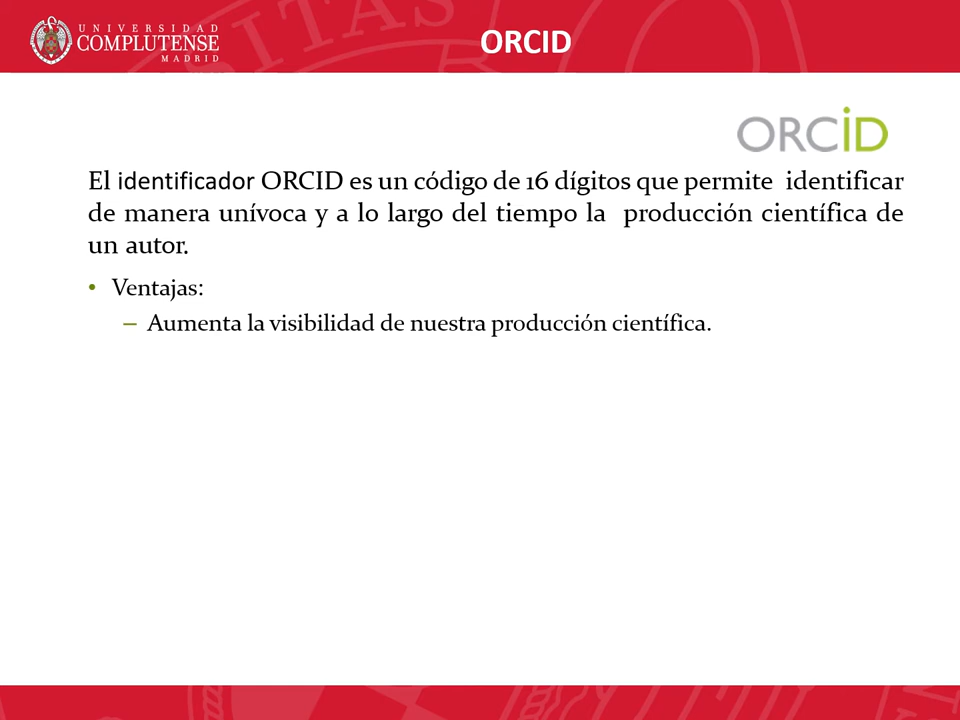 UNIVERSIDAD
COMPLUTENSE
MADRID
ORCID
ORCiD
El identificador ORCID es un código de 16 dígitos que permite identificar
de manera unívoca y a lo largo del tiempo la producción científica de
un autor.
• Ventajas:
– Aumenta la visibilidad de nuestra producción científica.